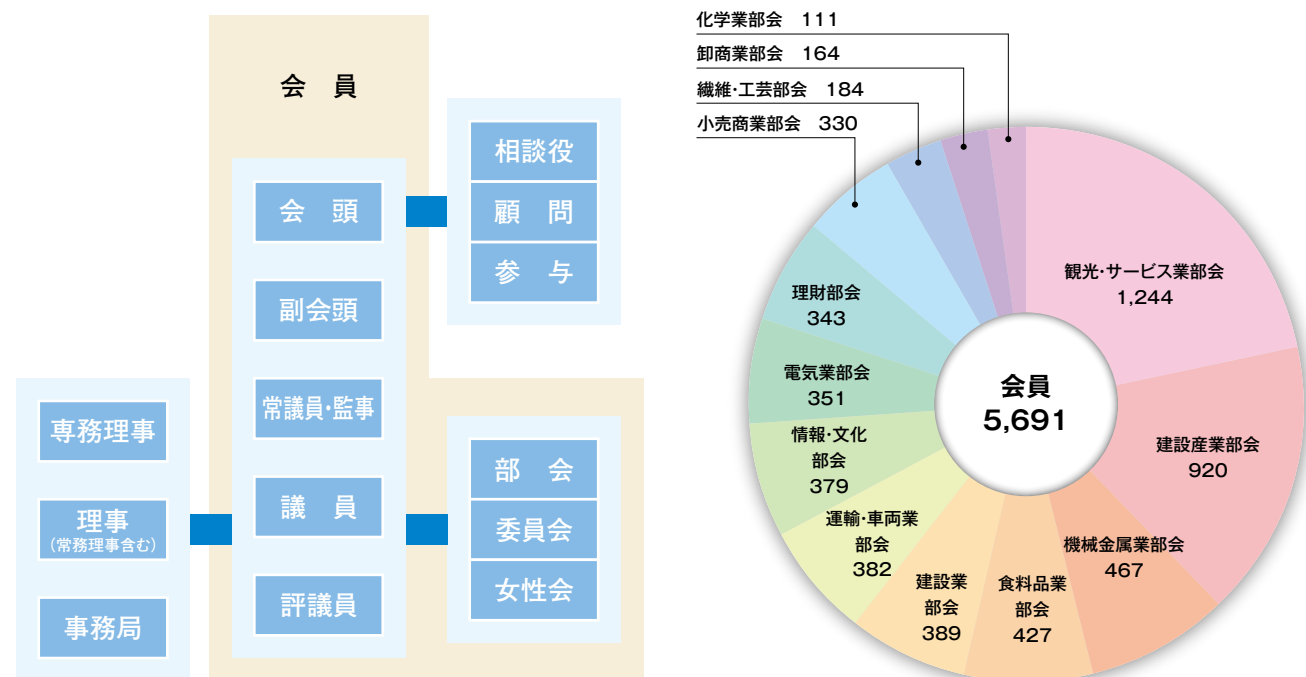 会 員
相談役
顧 問
参 与
会 頭
副会頭
常議員・監事
議 員
評議員
専務理事
理事
(常務理事含む)
事務局
部 会
委員会
女性会
化学業部会 111
卸商業部会 164
繊維・工芸部会 184
小売商業部会 330
観光・サービス業部会
1,244
建設産業部会
920
機械金属業部会
467
食料品業
部会
427
建設業
部会
389
運輸・車両業
部会
382
情報・文化
部会
379
電気業部会
351
理財部会
343
会員
5,691